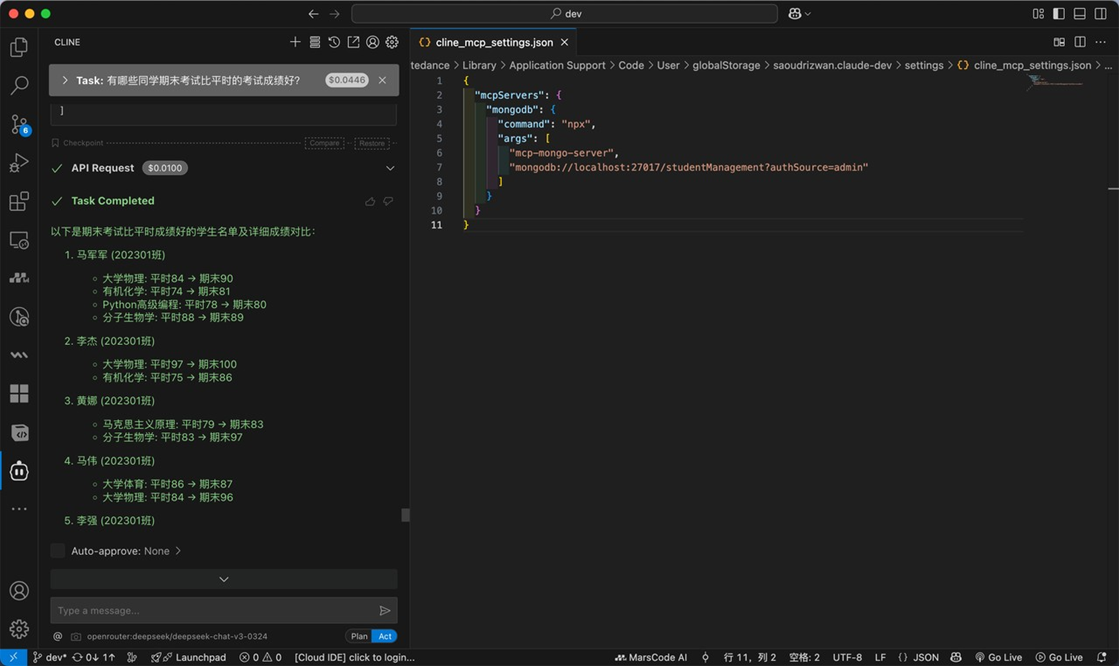 dev
CLINE
Task: 有哪些同学期末考试比平时的考试成绩好? $0.0446
]
Checkpoint Compare Restore
API Request $0.0100
Task Completed
以下是期末考试比平时成绩好的学生名单及详细成绩对比:
1. 马军军 (202301班)
大学物理: 平时84 → 期末90
有机化学: 平时74 → 期末81
Python高级编程: 平时78 → 期末80
分子生物学: 平时88 → 期末89
2. 李杰 (202301班)
大学物理: 平时97 → 期末100
有机化学: 平时75 → 期末86
3. 黄娜 (202301班)
马克思主义原理: 平时79 → 期末83
分子生物学: 平时83 → 期末97
4. 马伟 (202301班)
大学体育: 平时86 → 期末87
大学物理: 平时84 → 期末96
5. 李强 (202301班)
Auto-approve: None
Type a message...
@ openrouter:deepseek/deepseek-chat-v3-0324 Plan Act
6
{} cline_mcp_settings.json
tedance > Library > Application Support > Code > User > globalStorage > saoudrizwan.claude-dev > settings > {} cline_mcp_settings.json > ...
1 {
2 "mcpServers": {
3 "mongodb": {
4 "command": "npx",
5 "args": [
6 "mcp-mongo-server",
7 "mongodb://localhost:27017/studentManagement?authSource=admin"
8 ]
9 }
10 }
11 }
dev* 0↓ 1↑ Launchpad 0 0 [Cloud IDE] click to login... MarsCode AI 行 11, 列 2 空格: 2 UTF-8 LF {} JSON Go Live Go Live